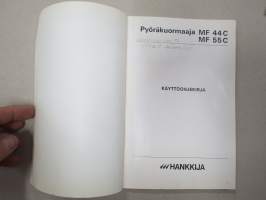 Pyöräkuormaaja MF 44 C
MF 55 C
KÄYTTÖOHJEKIRJA
HANKKIJA